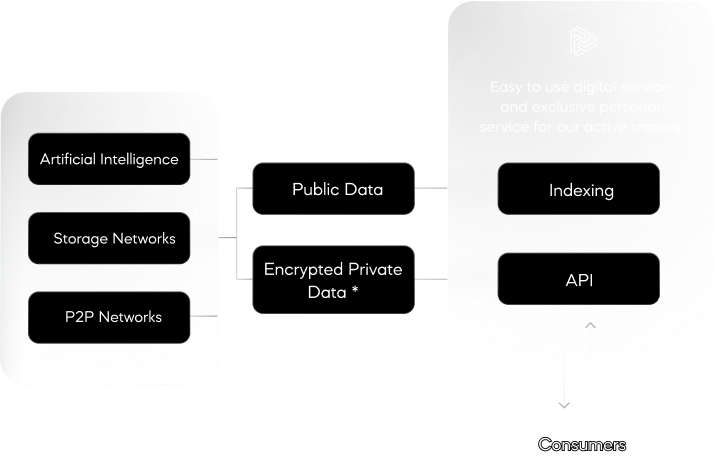 Easy to use digital service
and exclusive personal
service for our active traders
Artificial Intelligence
Storage Networks
P2P Networks
Public Data
Encrypted Private
Data *
Indexing
API
Consumers